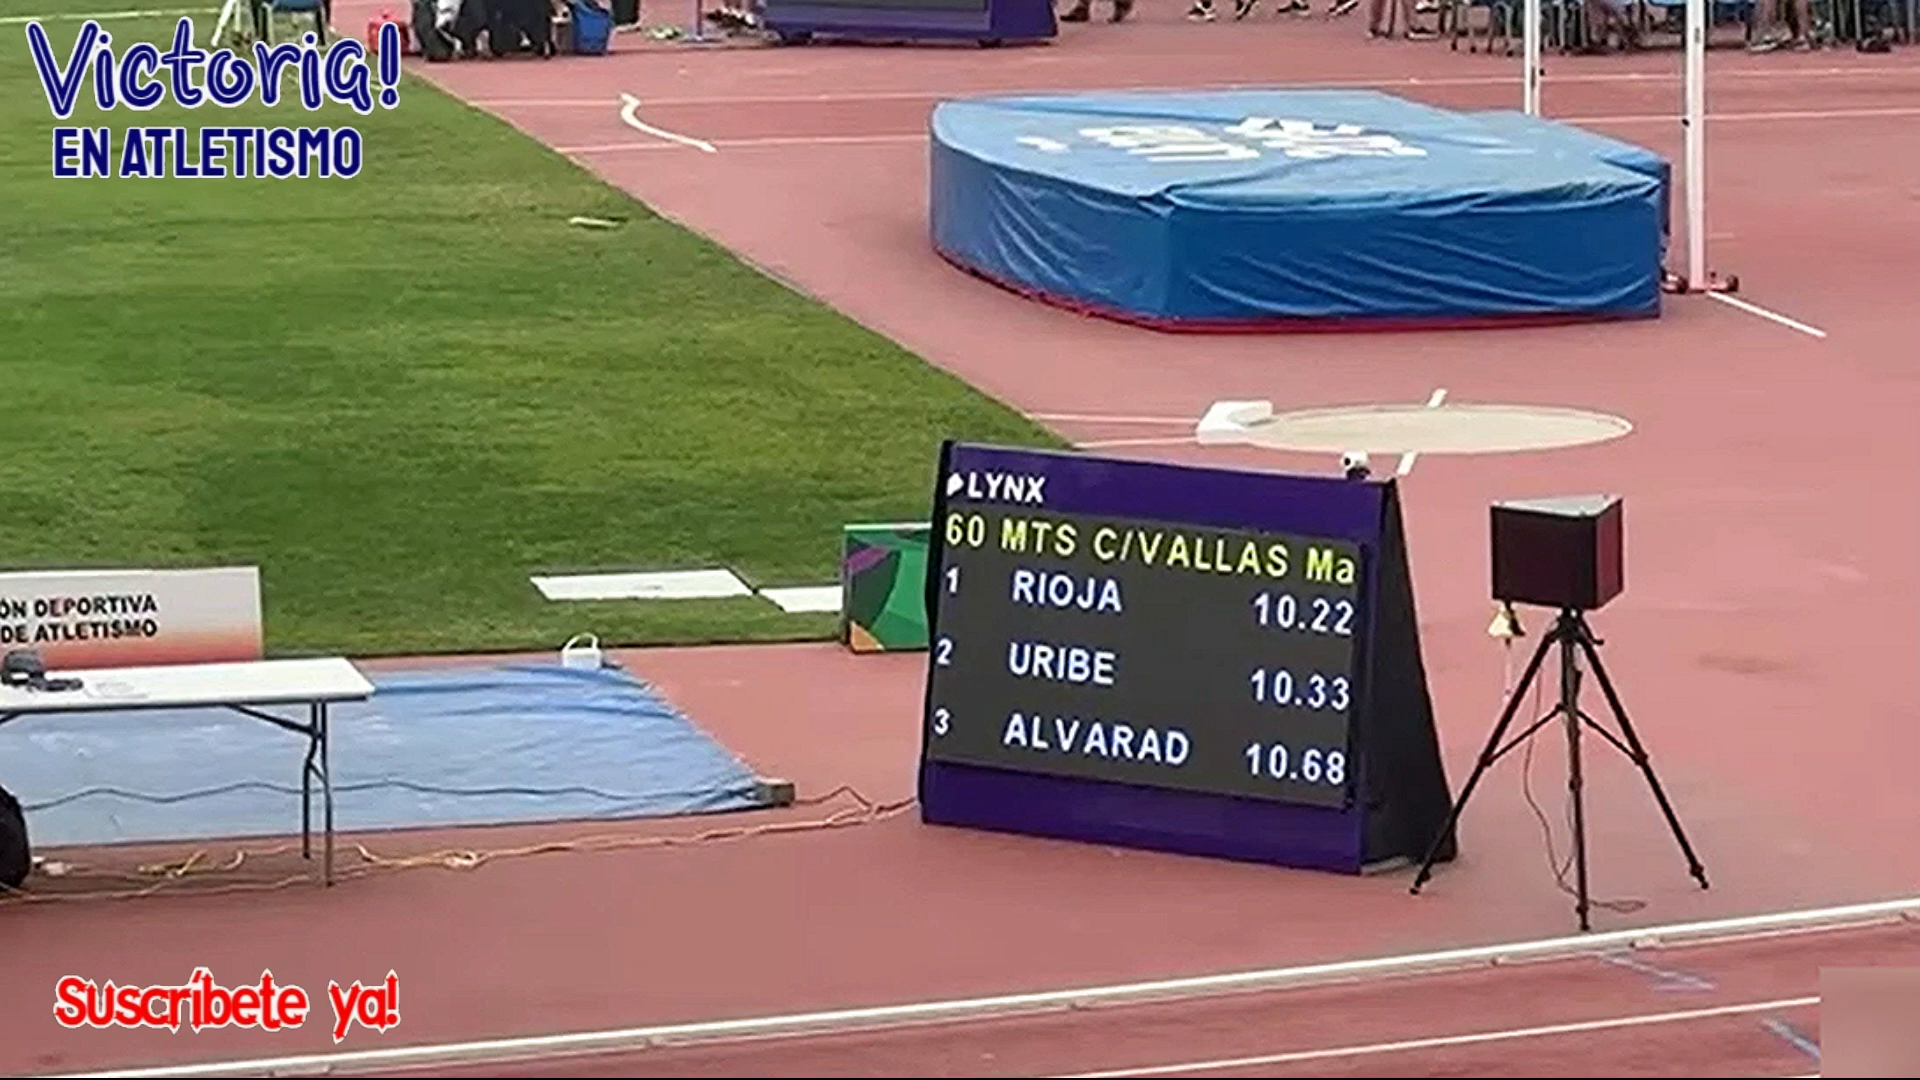 Victoria!
EN ATLETISMO
LYNX
60 MTS C/VALLAS Ma
1 RIOJA 10.22
2 URIBE 10.33
3 ALVARAD 10.68
ÓN DEPORTIVA
DE ATLETISMO
Suscríbete ya!